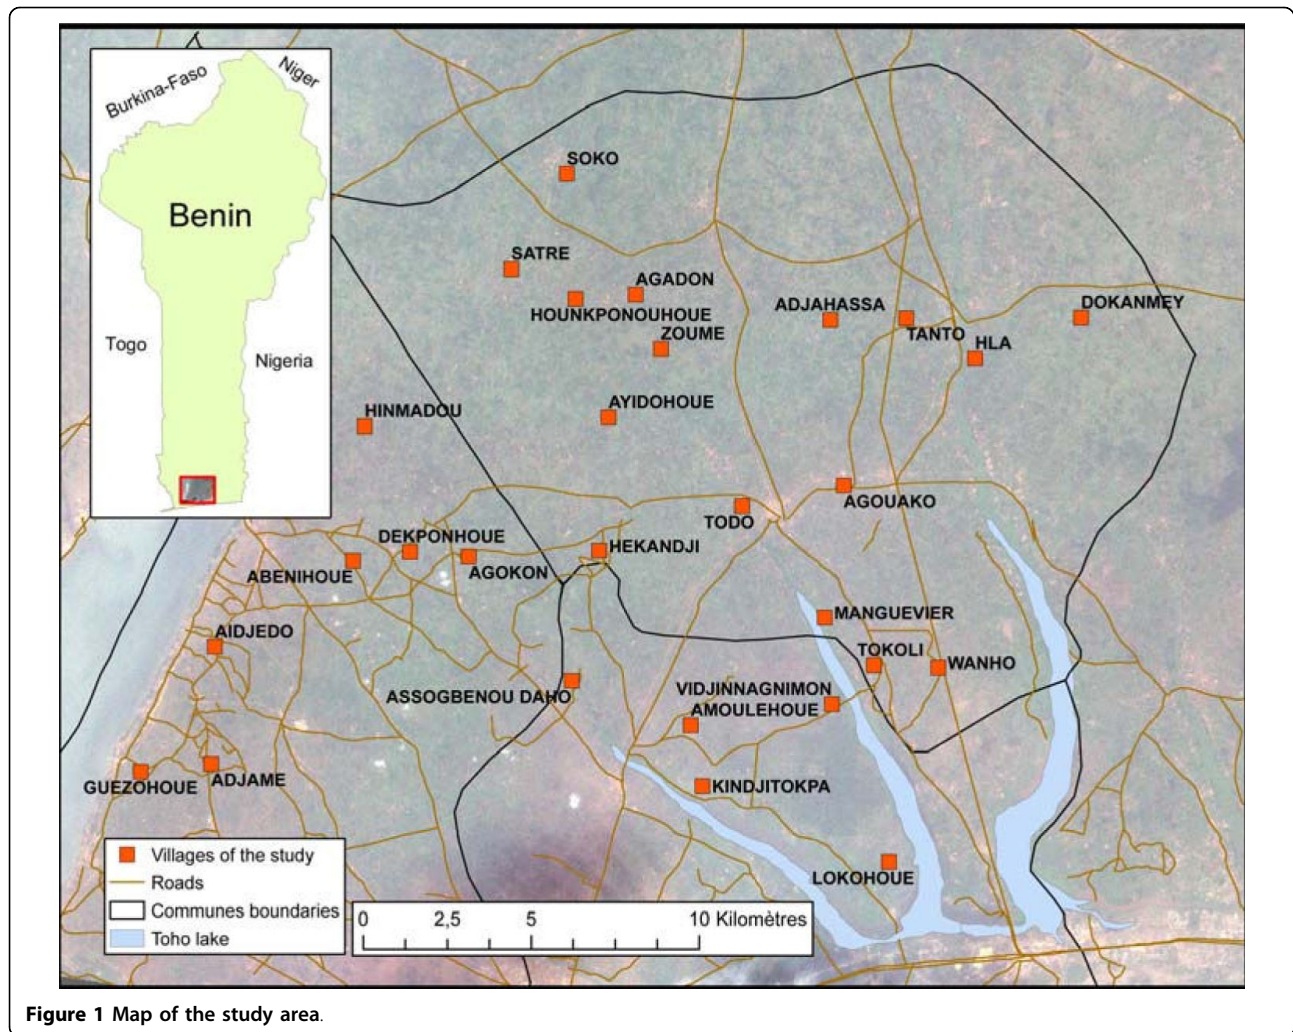 Burkina-Faso
Niger
Benin
Togo
Nigeria
SOKO
SATRE
AGADON
HOUNKPONOUHOUE
ZOUME
ADJAHASSA
TANTO
DOKANMEY
HLA
HINMADOU
AYIDOHOUE
AGOUAKO
TODO
DEKPONHOUE
HEKANDJI
ABENIHOUE
AGOKON
MANGUEVIER
AIDJEDO
TOKOLI
WANHO
ASSOGBENOU DAHO
VIDJINNAGNIMON
AMOULEHOUE
GUEZOHOUE
ADJAME
KINDJITOKPA
LOKOHOUE
Villages of the study
Roads
Communes boundaries
Toho lake
0 2,5 5 10 Kilomètres
Figure 1 Map of the study area.